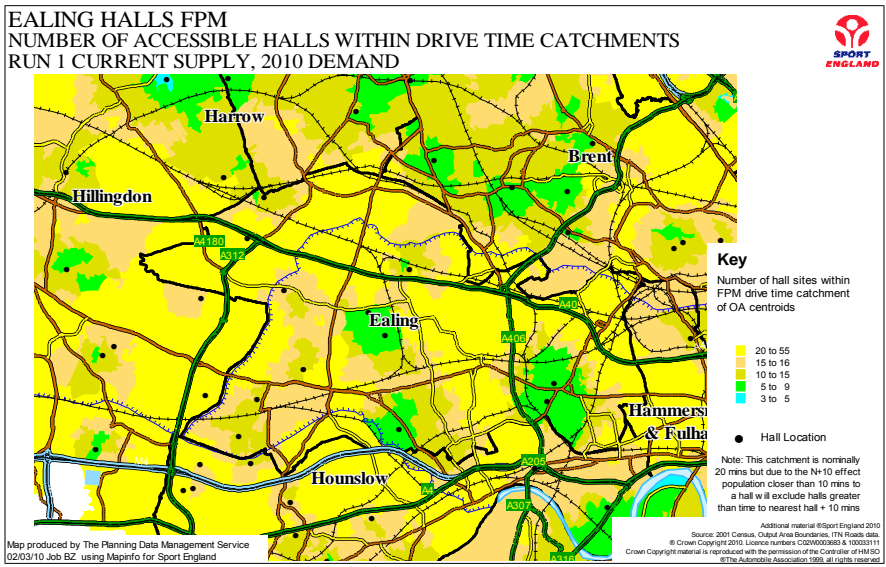 EALING HALLS FPM
NUMBER OF ACCESSIBLE HALLS WITHIN DRIVE TIME CATCHMENTS
RUN 1 CURRENT SUPPLY, 2010 DEMAND
SPORT
ENGLAND
Harrow
Brent
Hillingdon
A4180
A312
Key
Number of hall sites within
FPM drive time catchment
of OA centroids
A40
Ealing
A406
20 to 55
15 to 16
10 to 15
5 to 9
3 to 5
Hammers
& Fulha
Hall Location
M4
A205
Note: This catchment is nominally
20 mins but due to the N+10 effect
population closer than 10 mins to
a hall will exclude halls greater
than time to nearest hall + 10 mins
Hounslow
A4
A307
A316
Map produced by The Planning Data Management Service
02/03/10 Job BZ using Mapinfo for Sport England
Additional material ©Sport England 2010
Source: 2001 Census, Output Area Boundaries, ITN Roads data.
© Crown Copyright 2010. Licence numbers C02W0003683 & 100033111
Crown Copyright material is reproduced with the permission of the Controller of HMSO
©The Automobile Association 1999, all rights reserved